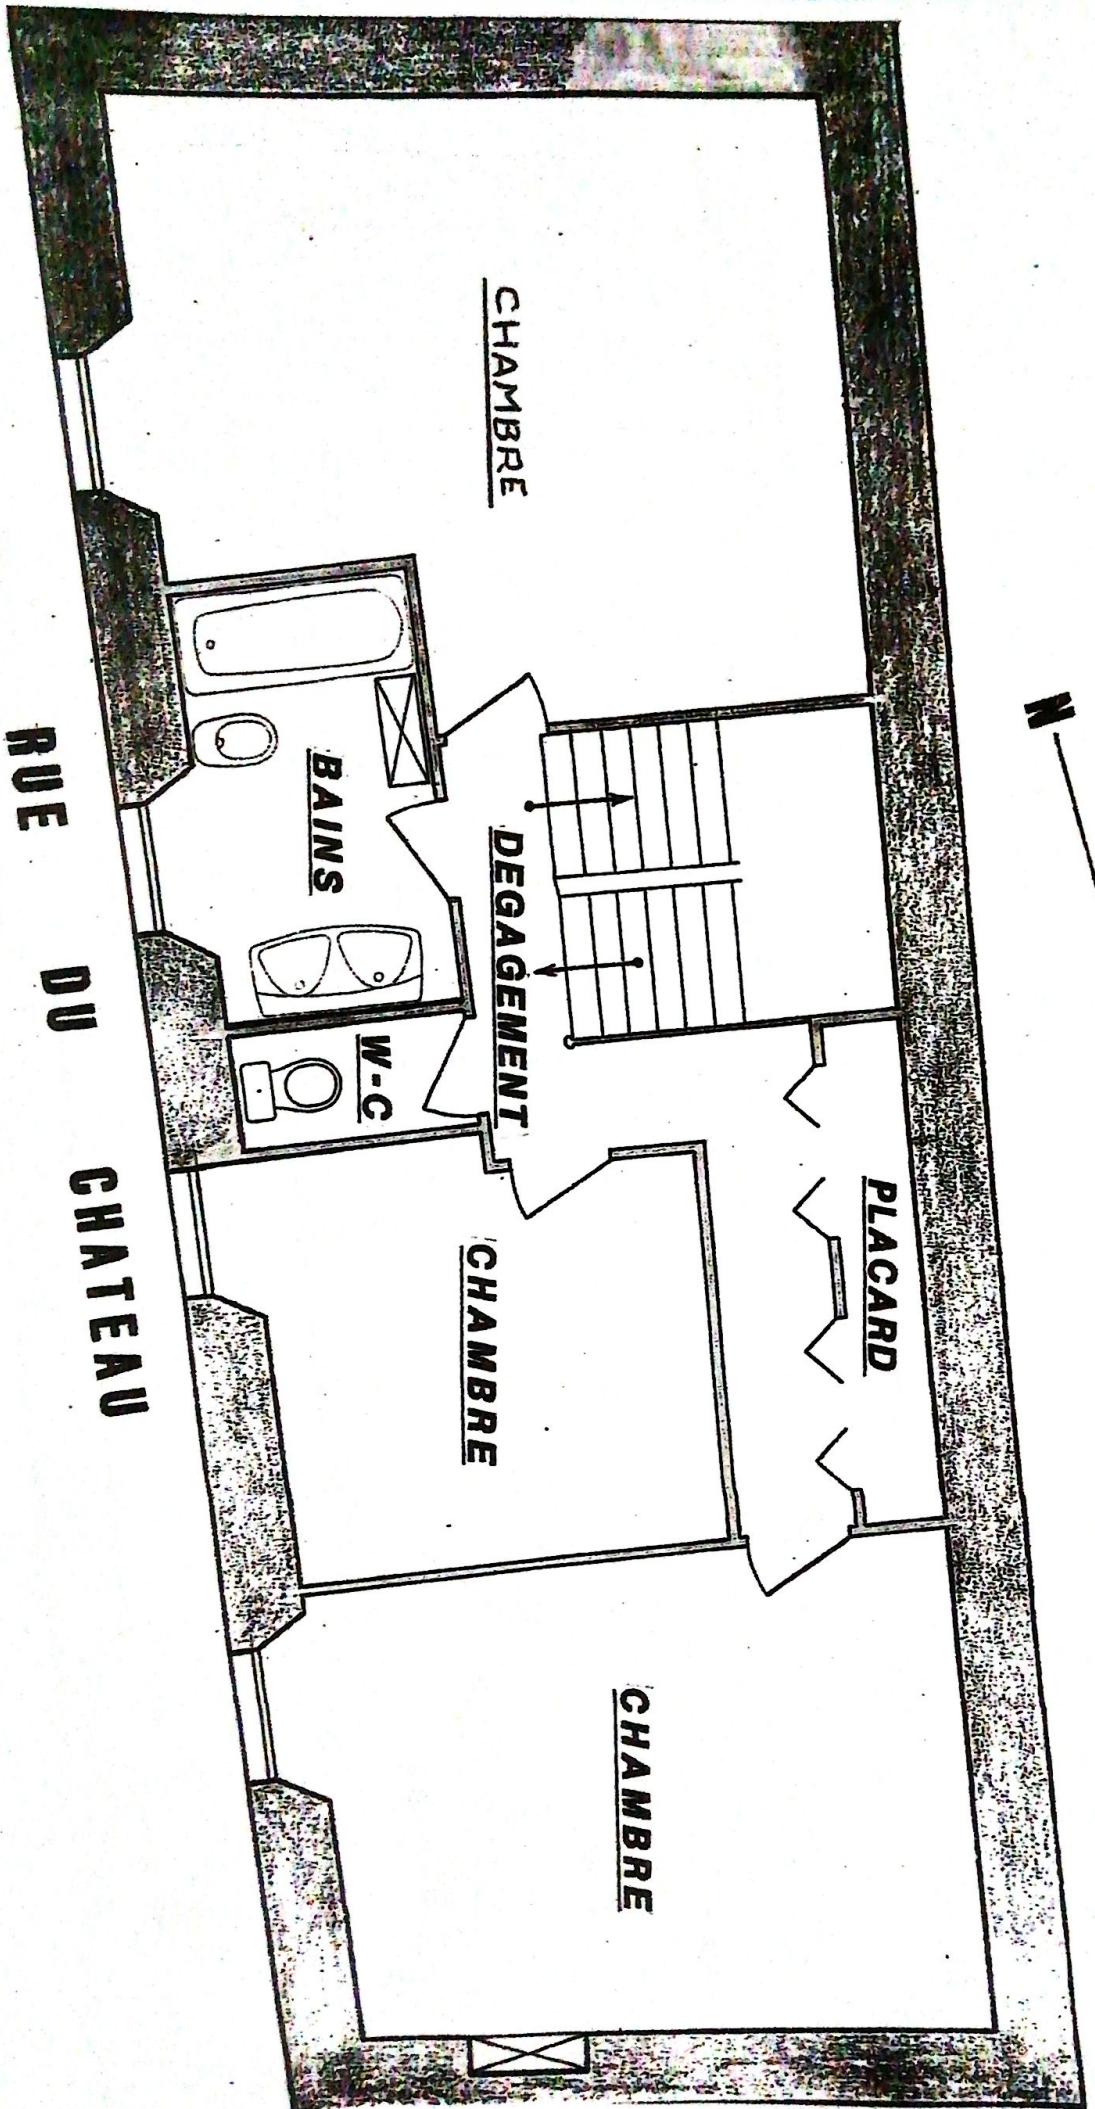 N
PLACARD
CHAMBRE
DEGAGEMENT
CHAMBRE
CHAMBRE
BAINS
W-C
RUE DU CHATEAU